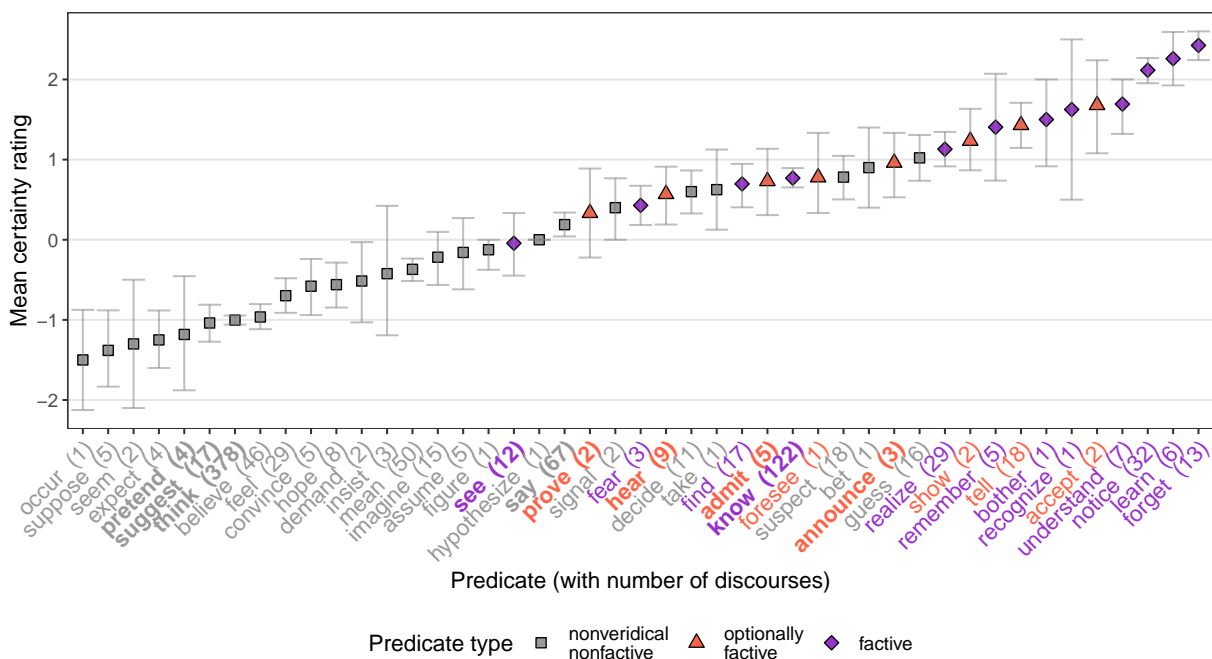 Mean certainty rating
2
1
0
−1
−2
occur (1)
suppose (5)
seem (2)
expect (4)
pretend (4)
suggest (17)
think (378)
believe (46)
feel (29)
convince (5)
hope (8)
demand (2)
insist (3)
mean (50)
imagine (15)
assume (5)
figure (1)
see (12)
hypothesize (1)
say (67)
prove (2)
signal (2)
fear (3)
hear (9)
decide (11)
take (1)
find (17)
admit (5)
know (122)
foresee (1)
suspect (18)
bet (1)
announce (3)
guess (16)
realize (29)
show (2)
remember (5)
tell (18)
bother (1)
recognize (1)
accept (2)
understand (7)
notice (32)
learn (6)
forget (13)
Predicate (with number of discourses)
Predicate type
nonveridical
nonfactive
optionally
factive
factive